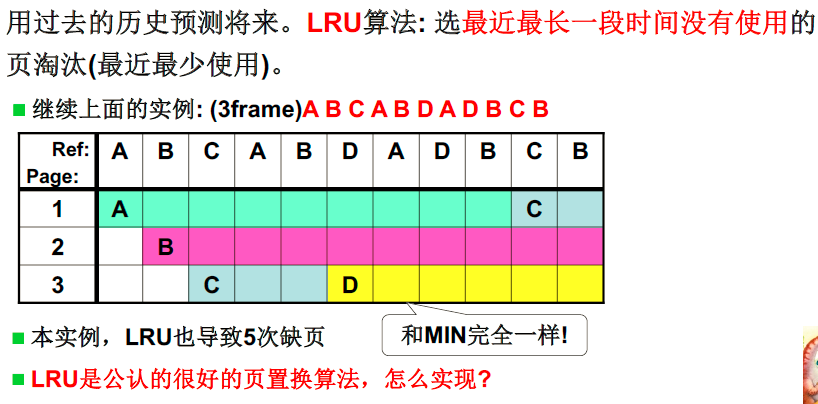 用过去的历史预测将来。LRU算法: 选最近最长一段时间没有使用的
页淘汰(最近最少使用)。
继续上面的实例: (3frame)A B C A B D A D B C B
Ref: A B C A B D A D B C B
Page:
1 A C
2 B
3 C D
本实例，LRU也导致5次缺页
和MIN完全一样!
LRU是公认的很好的页置换算法，怎么实现?